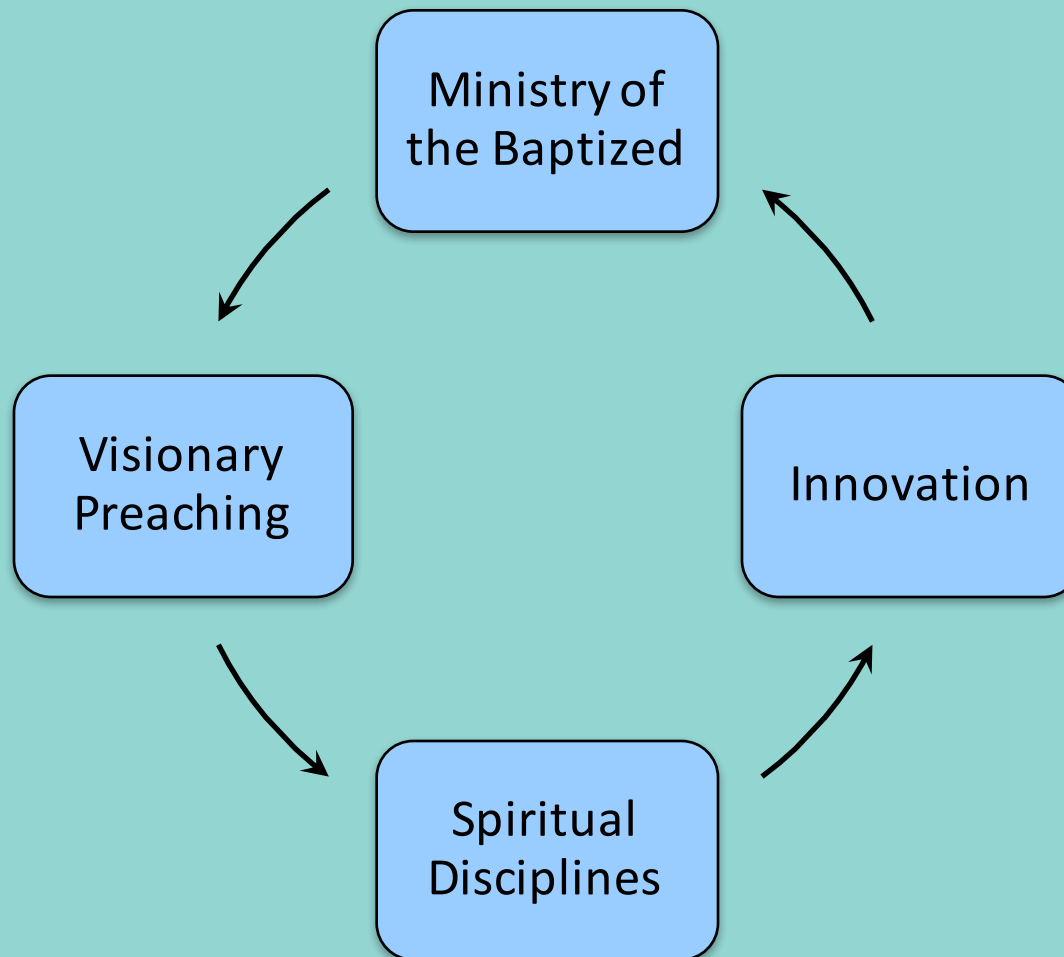 Ministry of
the Baptized
Visionary
Preaching
Innovation
Spiritual
Disciplines